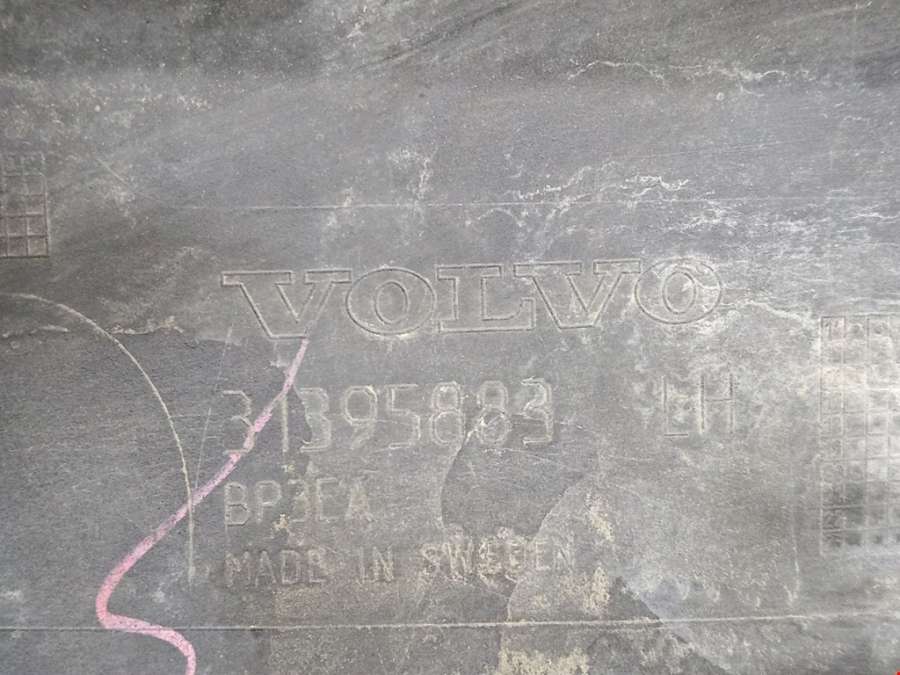 VOLVO
31395883 LH
BP3EA
MADE IN SWEDEN